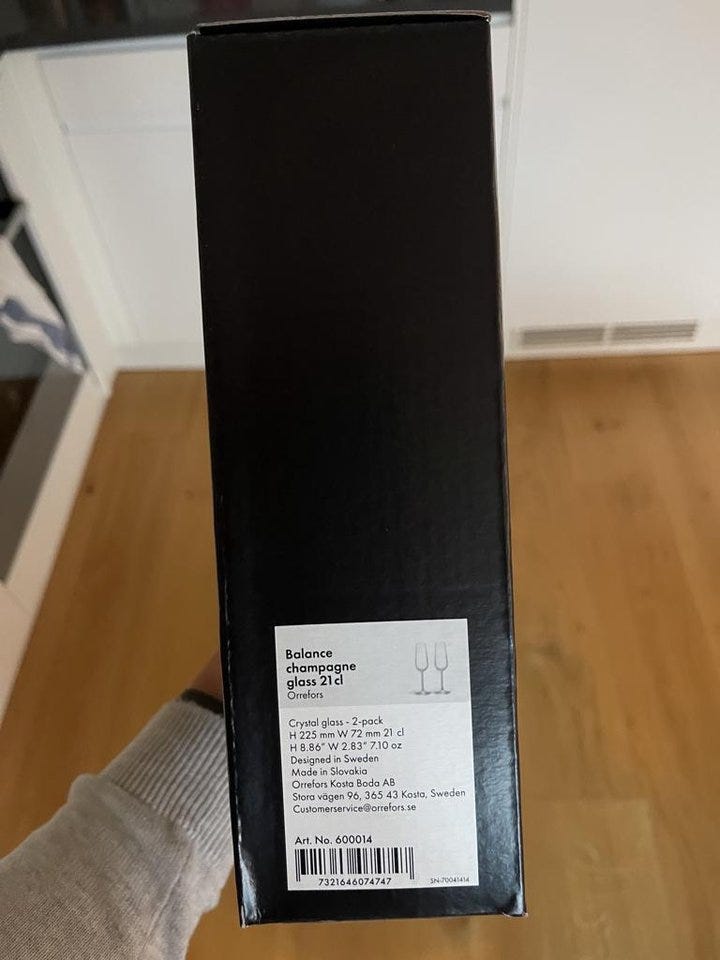 Balance
champagne
glass 21cl
Orrefors
Crystal glass - 2-pack
H 225 mm W 72 mm 21 cl
H 8.86" W 2.83" 7.10 oz
Designed in Sweden
Made in Slovakia
Orrefors Kosta Boda AB
Stora vägen 96, 365 43 Kosta, Sweden
Customerservice@orrefors.se
Art. No. 600014
7321646074747
SN-70041414